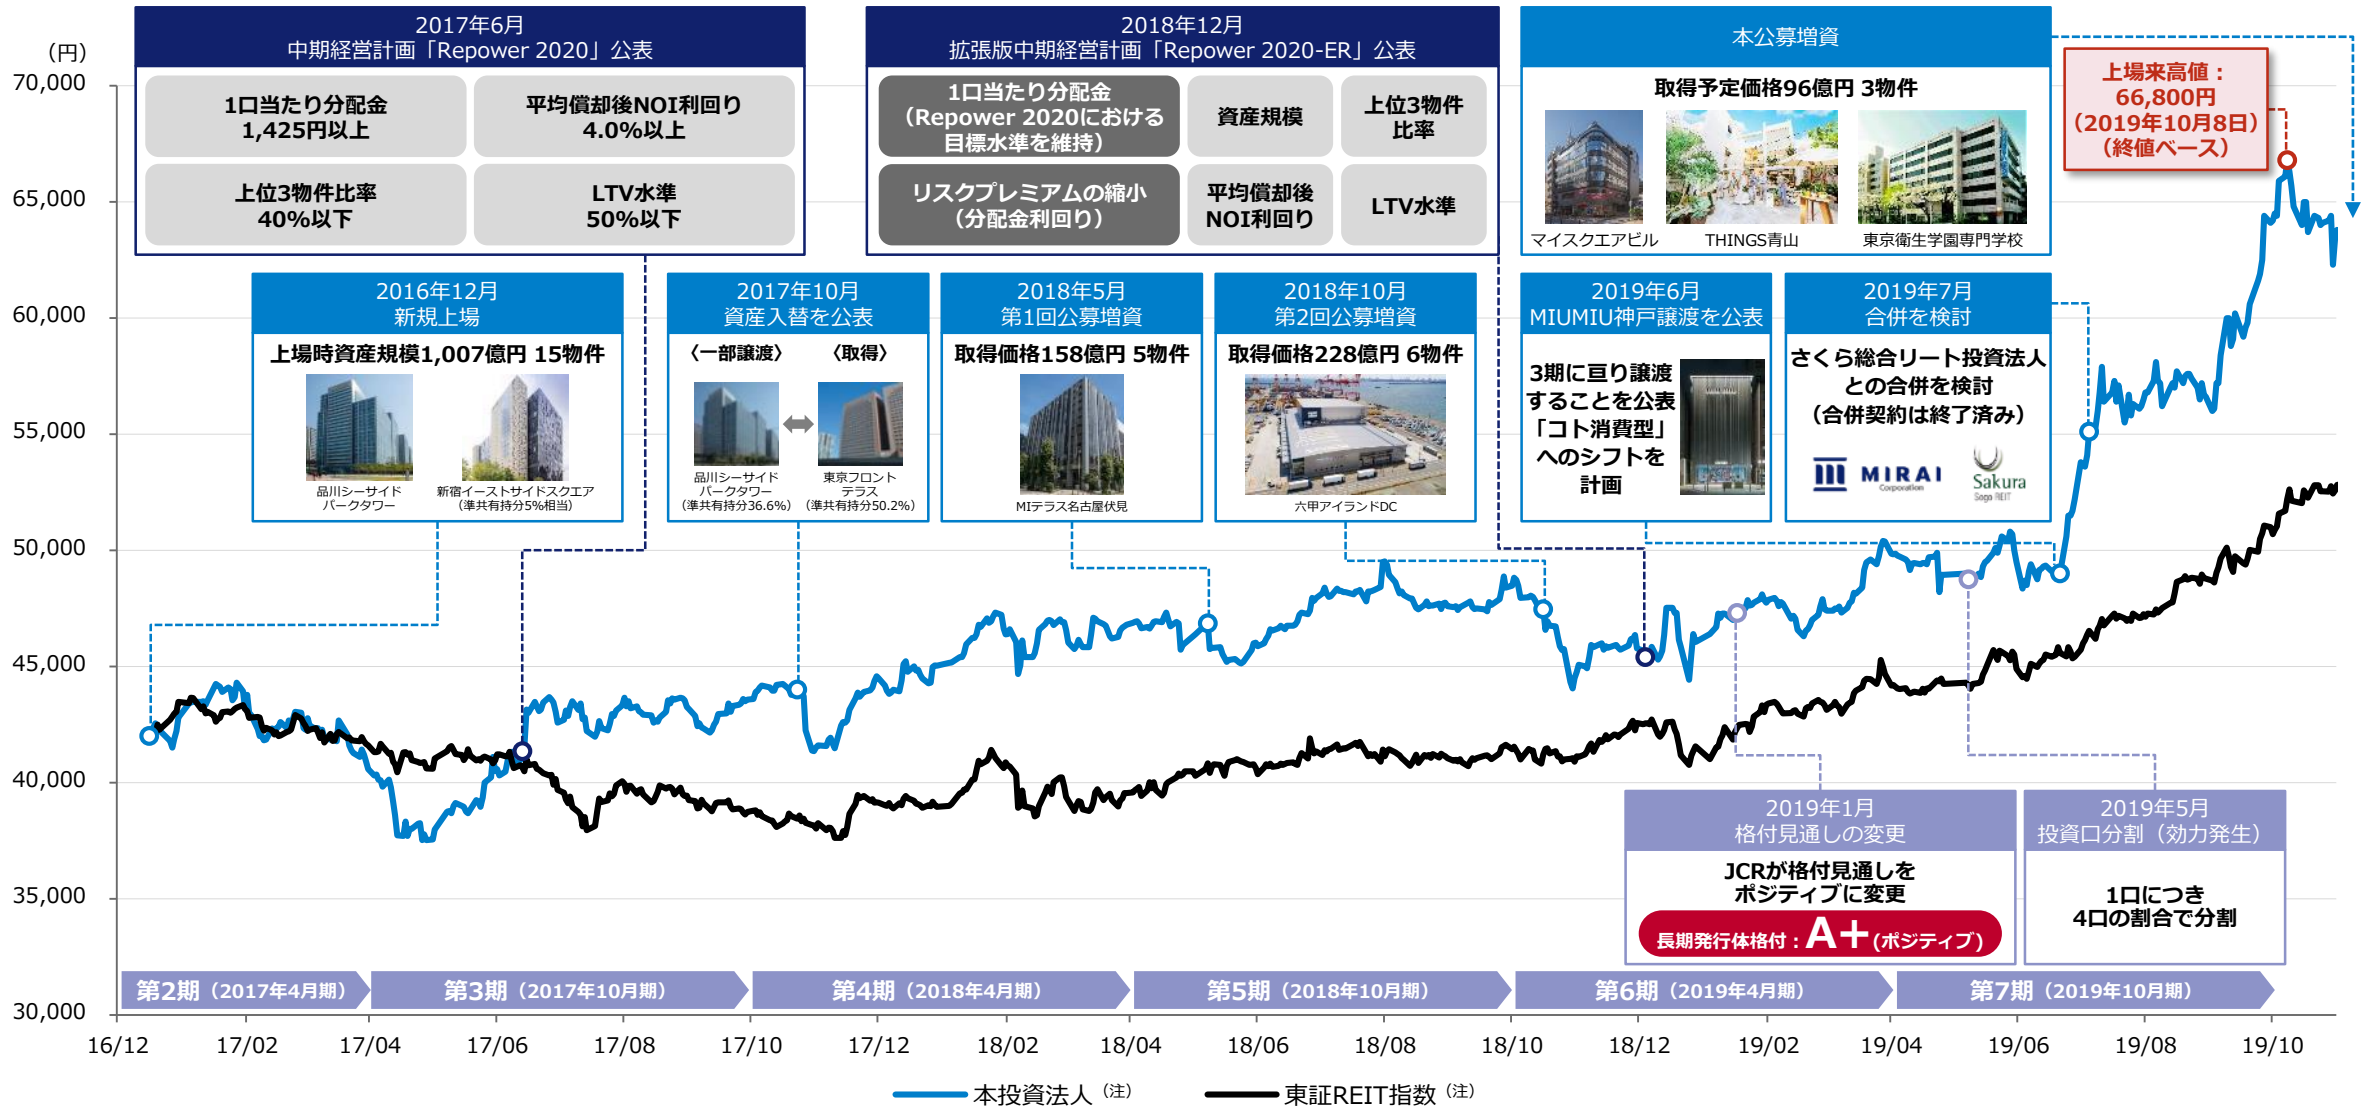 （円）
70,000
65,000
60,000
55,000
50,000
45,000
40,000
35,000
30,000
2017年6月
中期経営計画「Repower 2020」公表
1口当たり分配金
1,425円以上
平均償却後NOI利回り
4.0%以上
上位3物件比率
40%以下
LTV水準
50%以下
2018年12月
拡張版中期経営計画「Repower 2020-ER」公表
1口当たり分配金
（Repower 2020における
目標水準を維持）
資産規模
上位3物件
比率
リスクプレミアムの縮小
（分配金利回り）
平均償却後
NOI利回り
LTV水準
本公募増資
取得予定価格96億円 3物件
マイスクエアビル
THINGS青山
東京衛生学園専門学校
上場来高値：
66,800円
（2019年10月8日）
（終値ベース）
2016年12月
新規上場
上場時資産規模1,007億円 15物件
品川シーサイド
パークタワー
新宿イーストサイドスクエア
（準共有持分5%相当）
2017年10月
資産入替を公表
〈一部譲渡〉
〈取得〉
品川シーサイド
パークタワー
（準共有持分36.6%）
東京フロント
テラス
（準共有持分50.2%）
2018年5月
第1回公募増資
取得価格158億円 5物件
MIテラス名古屋伏見
2018年10月
第2回公募増資
取得価格228億円 6物件
六甲アイランドDC
2019年6月
MIUMIU神戸譲渡を公表
3期に亘り譲渡
することを公表
「コト消費型」
へのシフトを
計画
2019年7月
合併を検討
さくら総合リート投資法人
との合併を検討
（合併契約は終了済み）
MIRAI
Corporation
Sakura
Sogo REIT
2019年1月
格付見通しの変更
JCRが格付見通しを
ポジティブに変更
長期発行体格付：A+(ポジティブ)
2019年5月
投資口分割（効力発生）
1口につき
4口の割合で分割
第2期（2017年4月期）
第3期（2017年10月期）
第4期（2018年4月期）
第5期（2018年10月期）
第6期（2019年4月期）
第7期（2019年10月期）
16/12
17/02
17/04
17/06
17/08
17/10
17/12
18/02
18/04
18/06
18/08
18/10
18/12
19/02
19/04
19/06
19/08
19/10
本投資法人（注）
東証REIT指数（注）